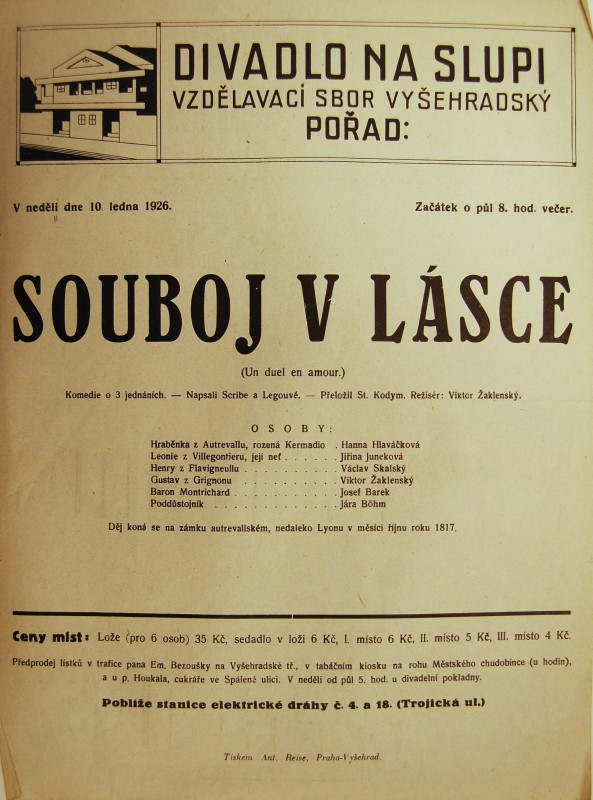 DIVADLO NA SLUPI
VZDĚLAVACÍ SBOR VYŠEHRADSKÝ
POŘAD:
V neděli dne 10. ledna 1926.
Začátek o půl 8. hod. večer.
SOUBOJ V LÁSCE
(Un duel en amour.)
Komedie o 3 jednáních. — Napsali Scribe a Legouvé. — Přeložil St. Kodym. Režisér: Viktor Žaklenský.
OSOBY:
Hraběnka z Autrevallu, rozená Kermadio . Hanna Hlaváčková
Leonie z Villegontieru, její neť . . . . . . Jiřina Juneková
Henry z Flavigneullu . . . . . . . . . . Václav Skalský
Gustav z Grignonu . . . . . . . . . . Viktor Žaklenský
Baron Montrichard . . . . . . . . . . . Josef Barek
Poddůstojník . . . . . . . . . . . . . Jára Böhm
Děj koná se na zámku autrevallském, nedaleko Lyonu v měsíci říjnu roku 1817.
Ceny míst: Lože (pro 6 osob) 35 Kč, sedadlo v loži 6 Kč, I. místo 6 Kč, II. místo 5 Kč, III. místo 4 Kč.
Předprodej lístků v trafice pana Em. Bezoušky na Vyšehradské tř., v tabáčním kiosku na rohu Městského chudobince (u hodin),
a u p. Houkala, cukráře ve Spálené ulici. V neděli od půl 5. hod. u divadelní pokladny.
Poblíže stanice elektrické dráhy č. 4. a 18. (Trojická ul.)
Tiskem Ant. Reise, Praha-Vyšehrad.